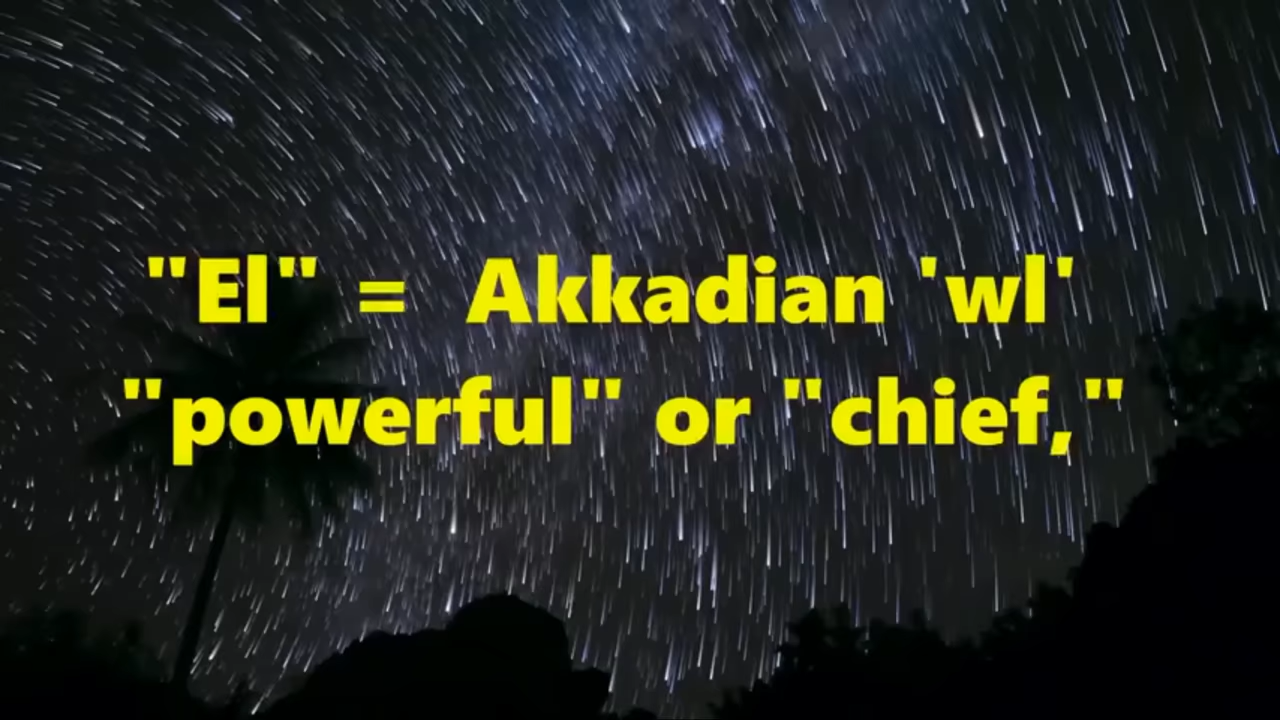 "El" = Akkadian 'wl'
"powerful" or "chief,"